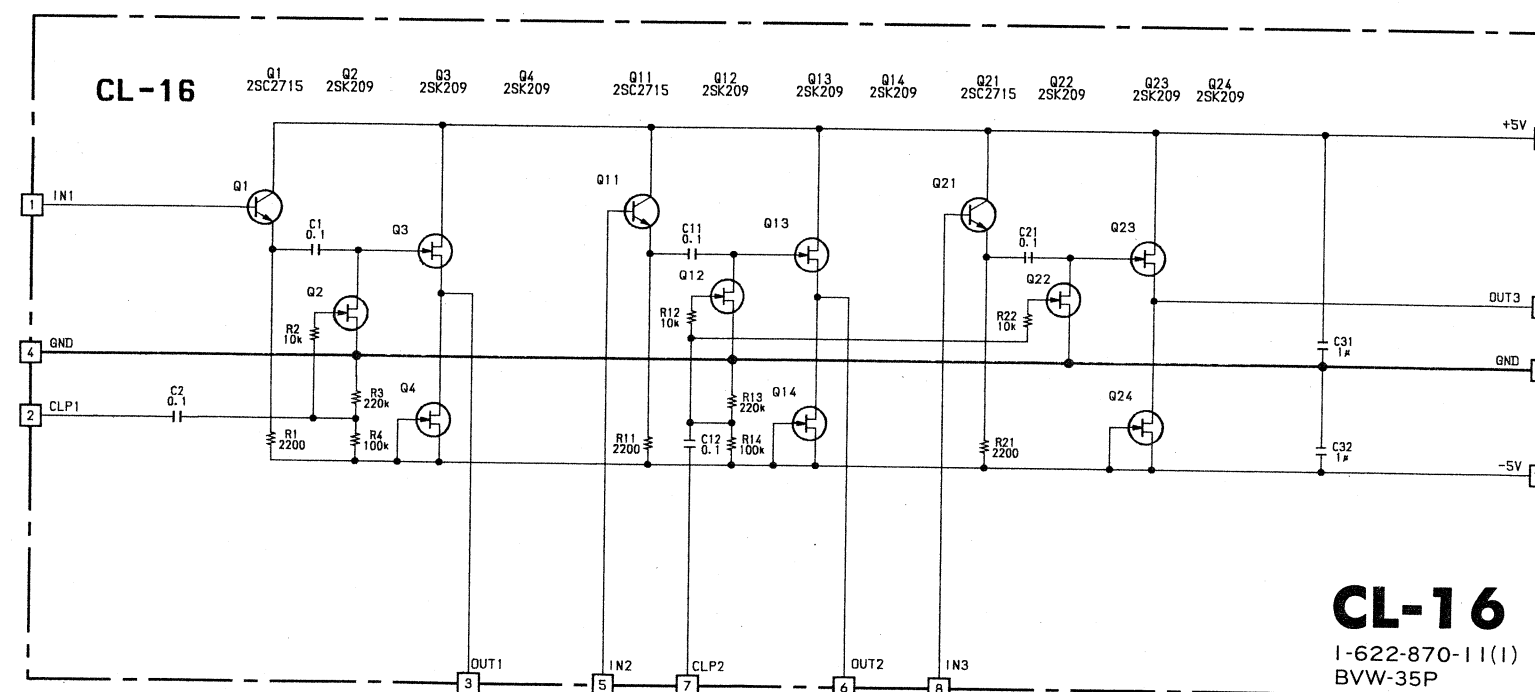 CL-16
Q1 Q2 Q3 Q4 Q11 Q12 Q13 Q14 Q21 Q22 Q23 Q24
2SC2715 2SK209 2SK209 2SK209 2SC2715 2SK209 2SK209 2SK209 2SC2715 2SK209 2SK209 2SK209
+5V
Q1
Q11
Q21
1 IN1
C1
0.1
Q3
C11
0.1
Q13
C21
0.1
Q23
Q2
Q12
Q22
R2
10k
R12
10k
R22
10k
OUT3
4 GND
C31
1μ
GND
2 CLP1
C2
0.1
R3
220k
Q4
R13
220k
Q14
Q24
R1
2200
R4
100k
R11
2200
C12
0.1
R14
100k
R21
2200
C32
1μ
-5V
OUT1
3
IN2
5
CLP2
7
OUT2
6
IN3
8
CL-16
1-622-870-11(1)
BVW-35P